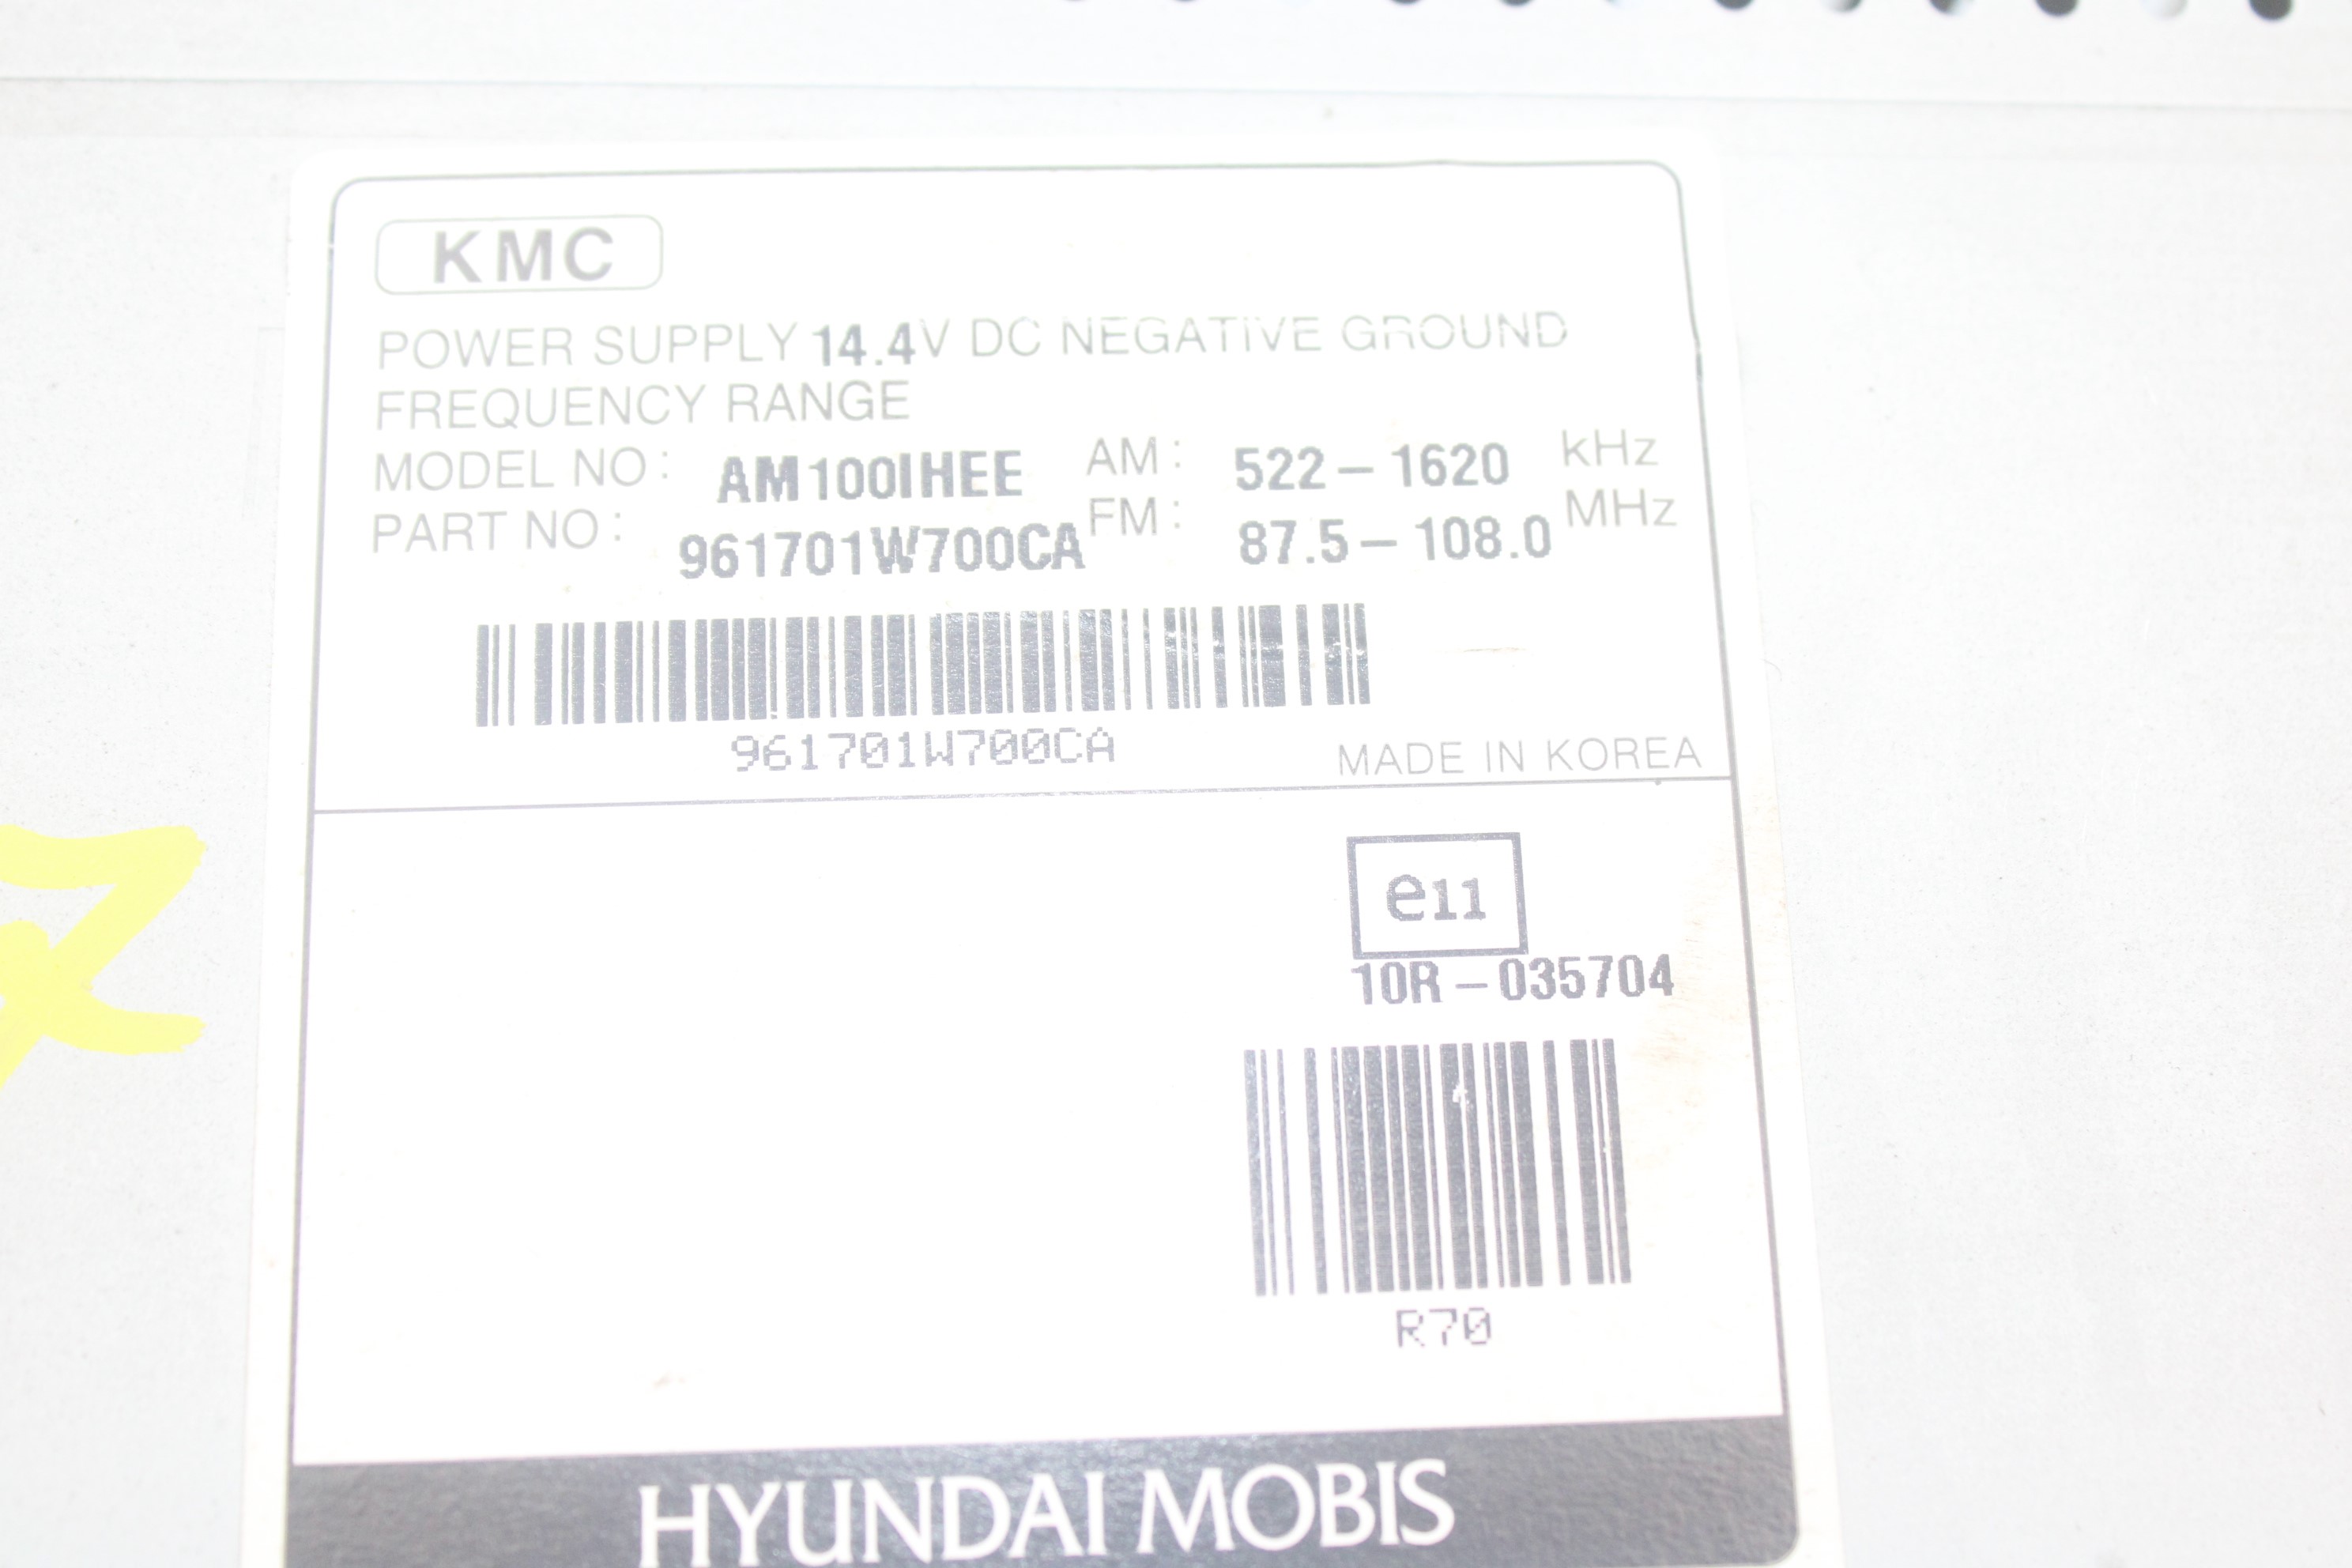 KMC
POWER SUPPLY 14.4V DC NEGATIVE GROUND
FREQUENCY RANGE
MODEL NO : AM100IHEE AM : 522 – 1620 kHz
PART NO : 961701W700CA FM : 87.5 – 108.0 MHz
961701W700CA
MADE IN KOREA
e11
10R – 035704
R70
HYUNDAI MOBIS